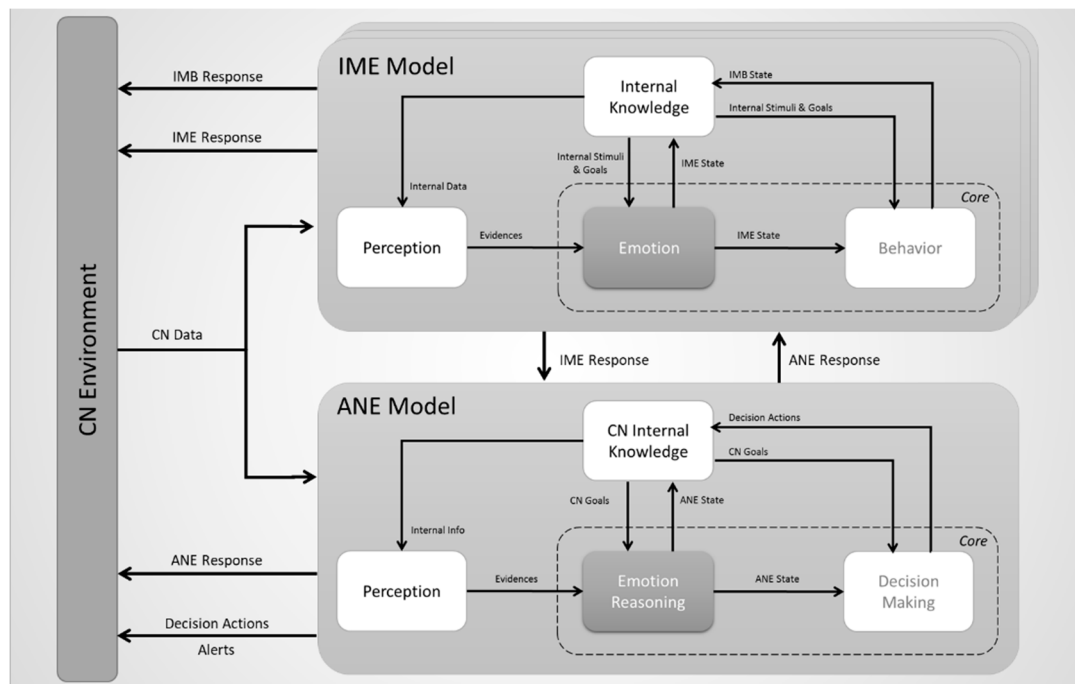 CN Environment
IMB Response
IME Response
CN Data
ANE Response
Decision Actions
Alerts
IME Model
Internal
Knowledge
IMB State
Internal Stimuli & Goals
Internal Stimuli
& Goals
IME State
Internal Data
Core
Perception
Evidences
Emotion
IME State
Behavior
IME Response
ANE Response
ANE Model
CN Internal
Knowledge
Decision Actions
CN Goals
CN Goals
ANE State
Internal Info
Core
Perception
Evidences
Emotion
Reasoning
ANE State
Decision
Making